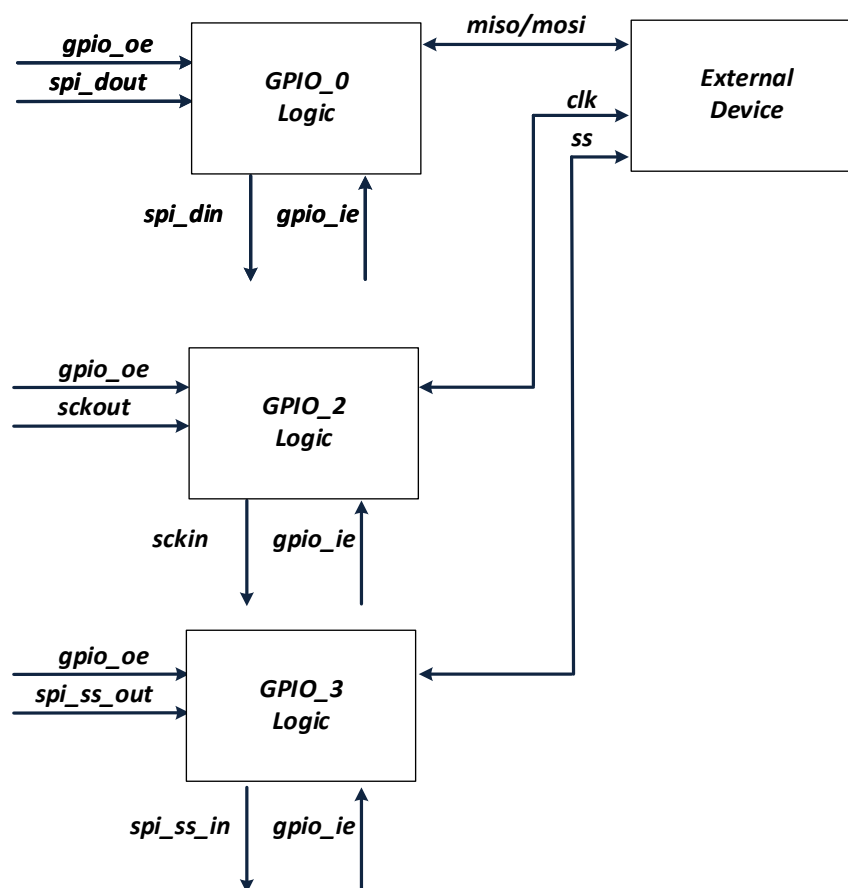 gpio_oe
spi_dout
GPIO_0
Logic
miso/mosi
External
Device
clk
ss
spi_din
gpio_ie
gpio_oe
sckout
GPIO_2
Logic
sckin
gpio_ie
gpio_oe
spi_ss_out
GPIO_3
Logic
spi_ss_in
gpio_ie